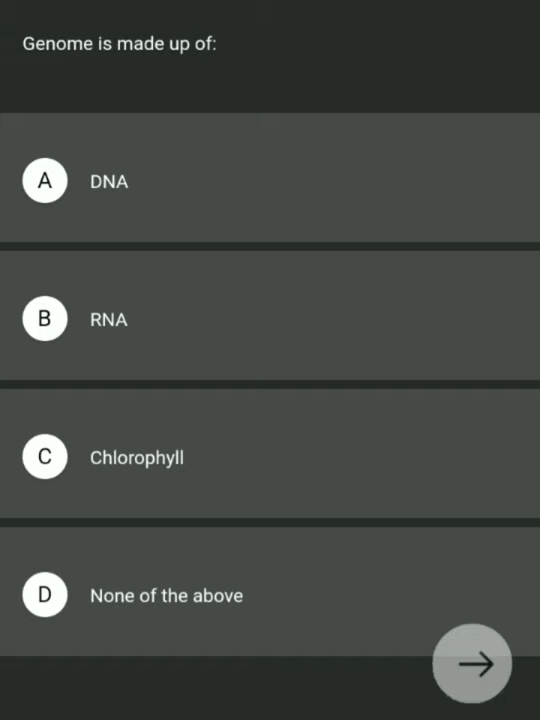 Genome is made up of:
A DNA
B RNA
C Chlorophyll
D None of the above